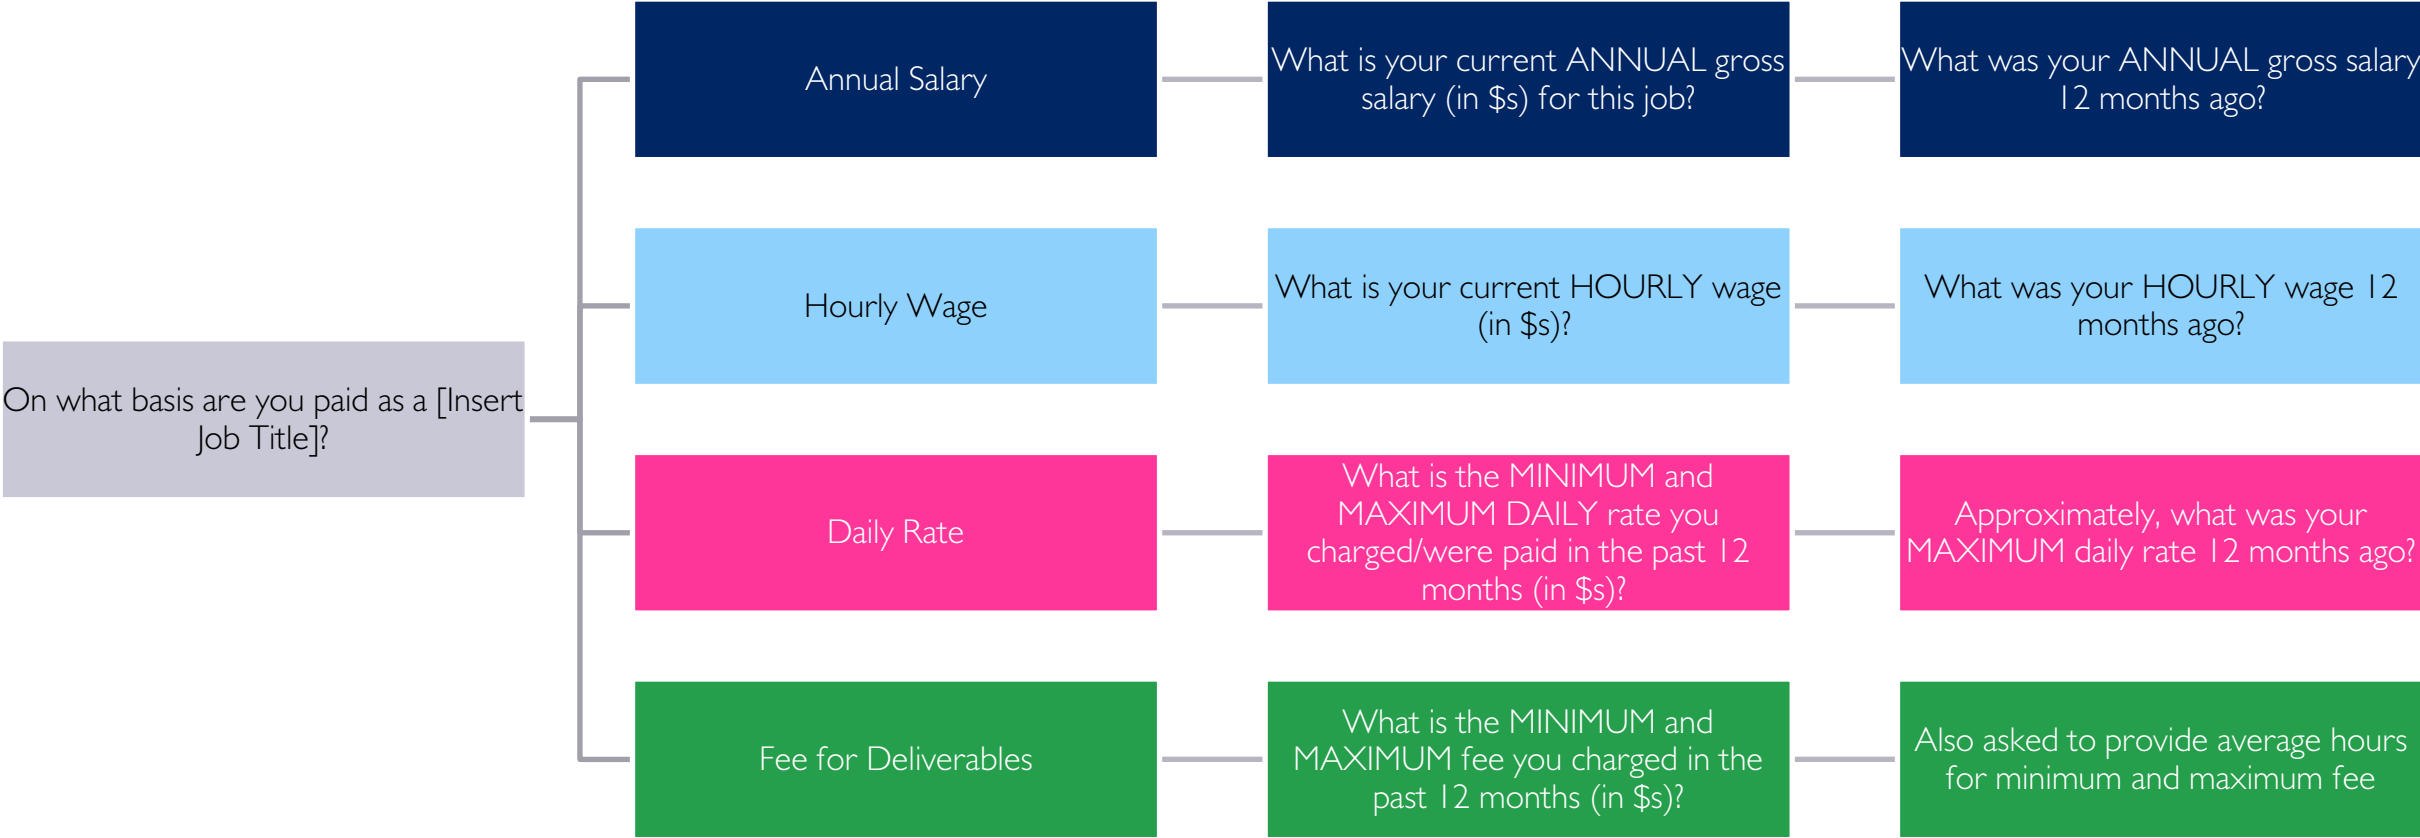 Annual Salary
What is your current ANNUAL gross
salary (in $s) for this job?
What was your ANNUAL gross salary
12 months ago?
Hourly Wage
What is your current HOURLY wage
(in $s)?
What was your HOURLY wage 12
months ago?
On what basis are you paid as a [Insert
Job Title]?
Daily Rate
What is the MINIMUM and
MAXIMUM DAILY rate you
charged/were paid in the past 12
months (in $s)?
Approximately, what was your
MAXIMUM daily rate 12 months ago?
Fee for Deliverables
What is the MINIMUM and
MAXIMUM fee you charged in the
past 12 months (in $s)?
Also asked to provide average hours
for minimum and maximum fee